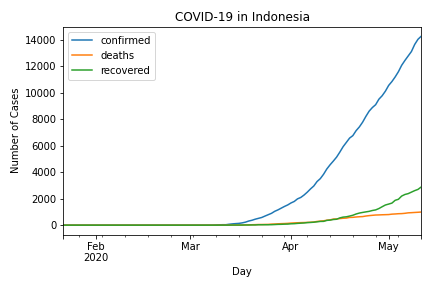 COVID-19 in Indonesia
confirmed
deaths
recovered
14000
12000
10000
8000
6000
4000
2000
0
Number of Cases
Feb
2020
Mar
Apr
May
Day